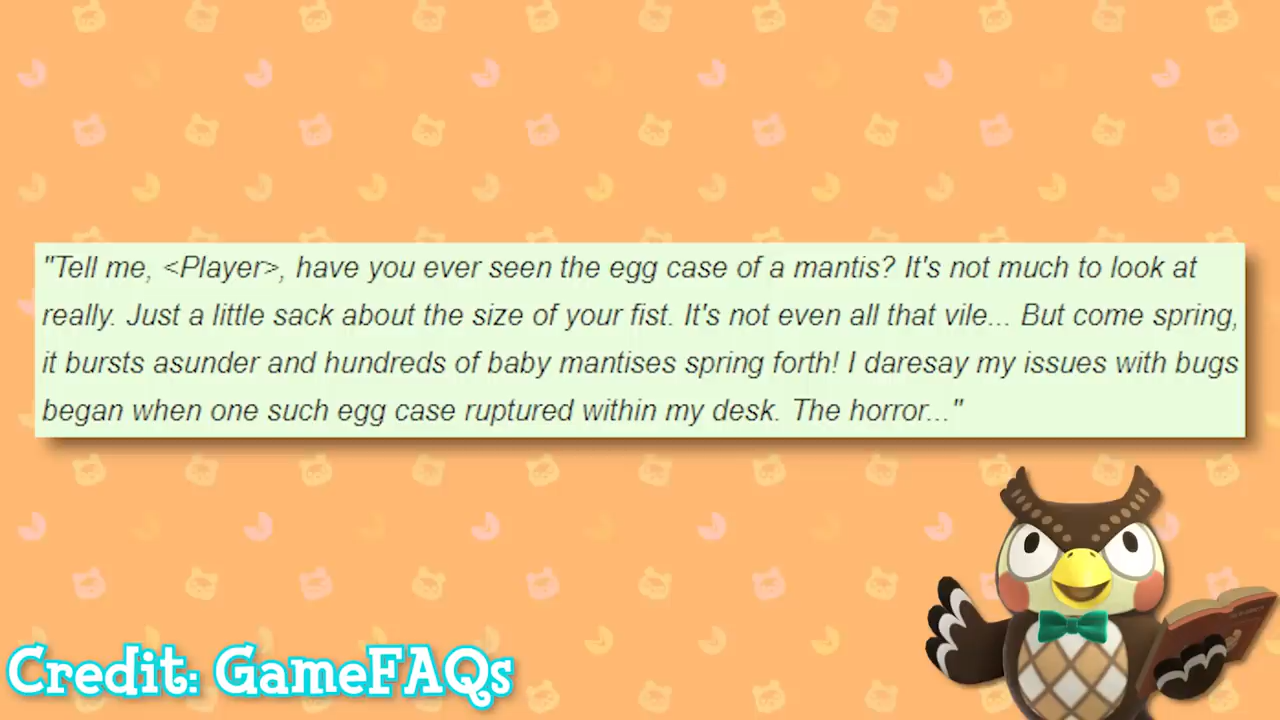 "Tell me, <Player>, have you ever seen the egg case of a mantis? It's not much to look at
really. Just a little sack about the size of your fist. It's not even all that vile... But come spring,
it bursts asunder and hundreds of baby mantises spring forth! I daresay my issues with bugs
began when one such egg case ruptured within my desk. The horror..."
Credit: GameFAQs